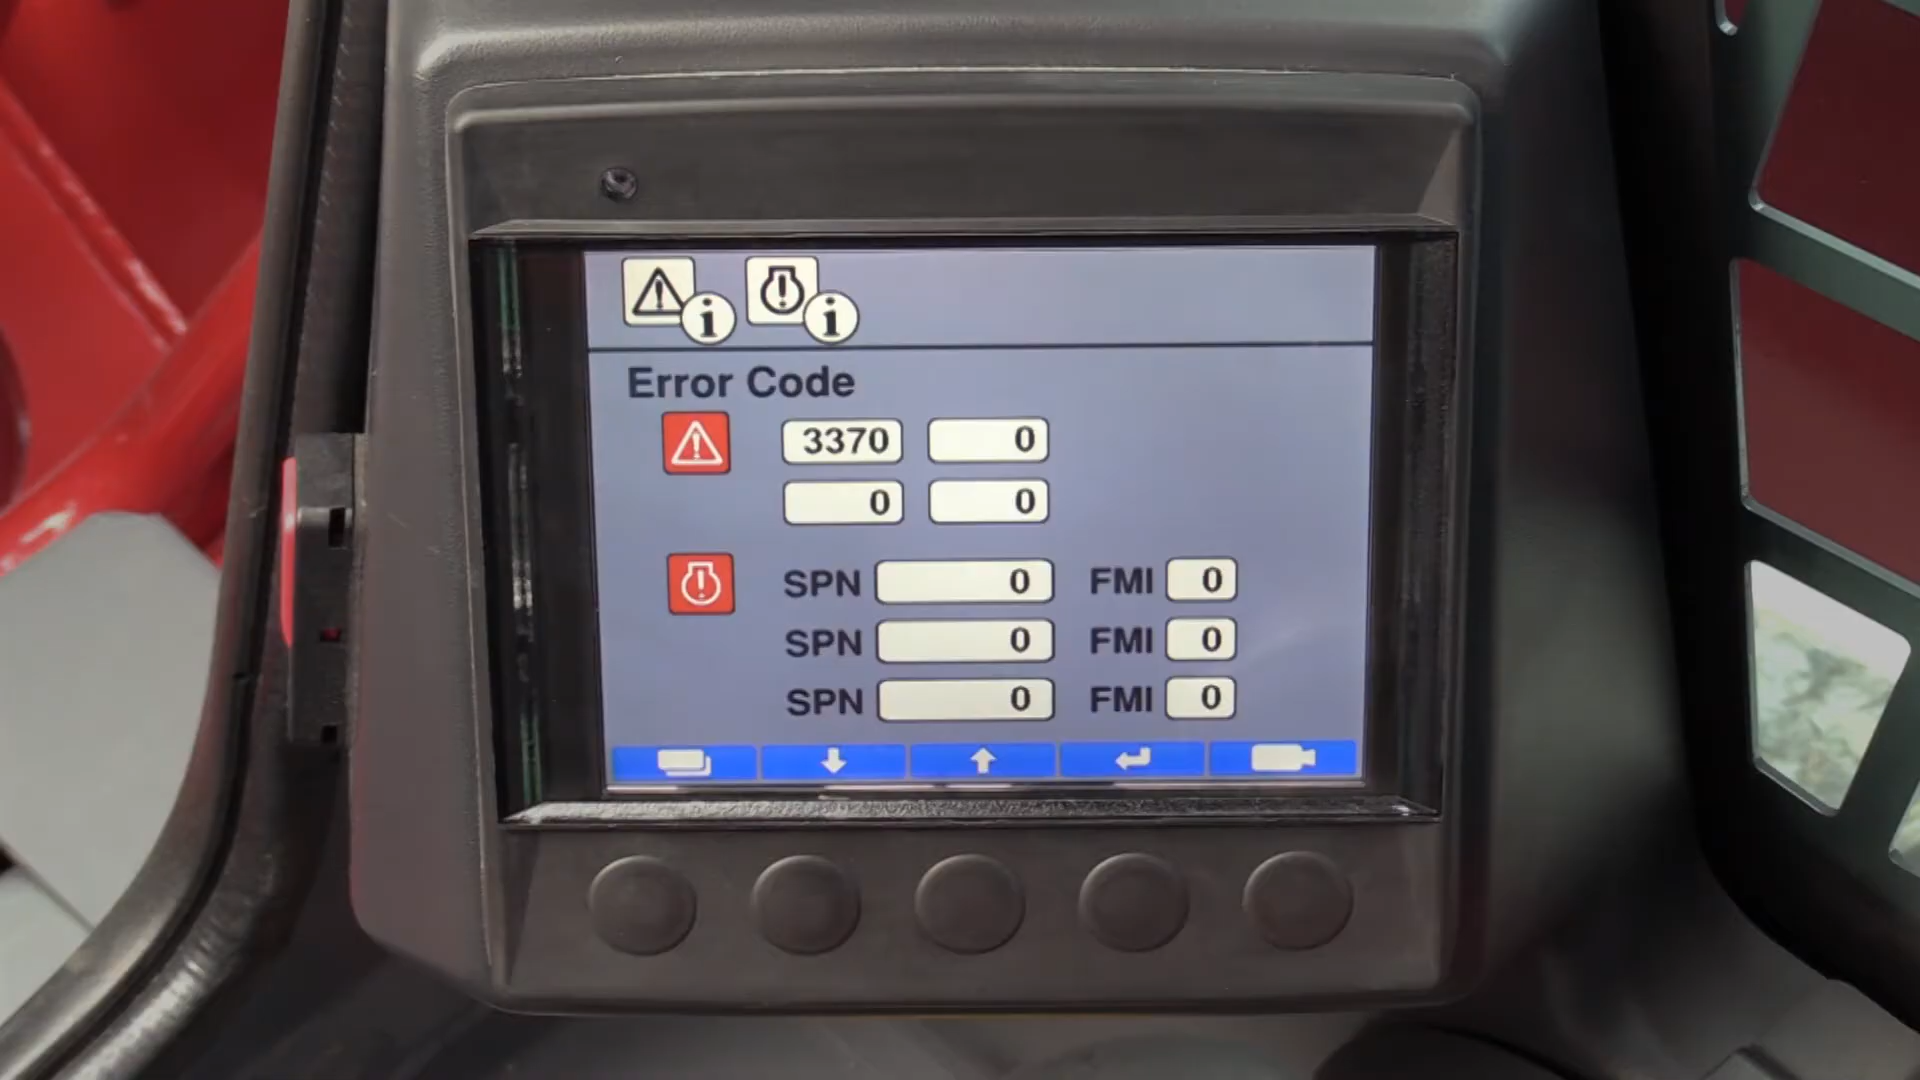 Error Code
3370 0
0 0
SPN 0 FMI 0
SPN 0 FMI 0
SPN 0 FMI 0